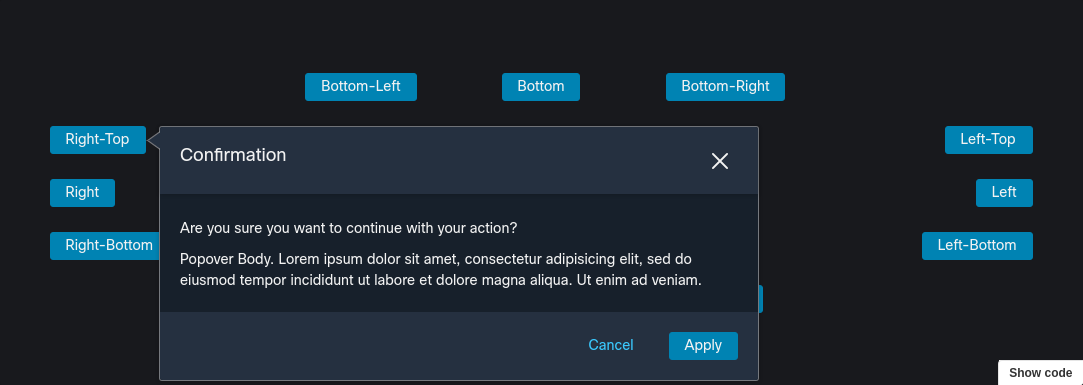 Bottom-Left
Bottom
Bottom-Right
Right-Top
Left-Top
Confirmation
Right
Left
Are you sure you want to continue with your action?
Right-Bottom
Left-Bottom
Popover Body. Lorem ipsum dolor sit amet, consectetur adipisicing elit, sed do
eiusmod tempor incididunt ut labore et dolore magna aliqua. Ut enim ad veniam.
Cancel
Apply
Show code